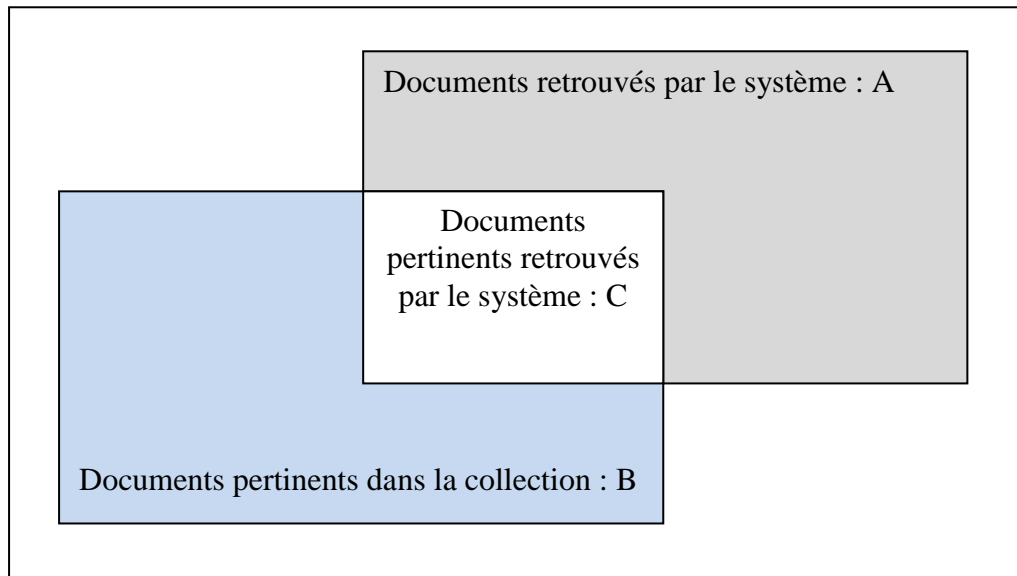 Documents retrouvés par le système : A
Documents
pertinents retrouvés
par le système : C
Documents pertinents dans la collection : B